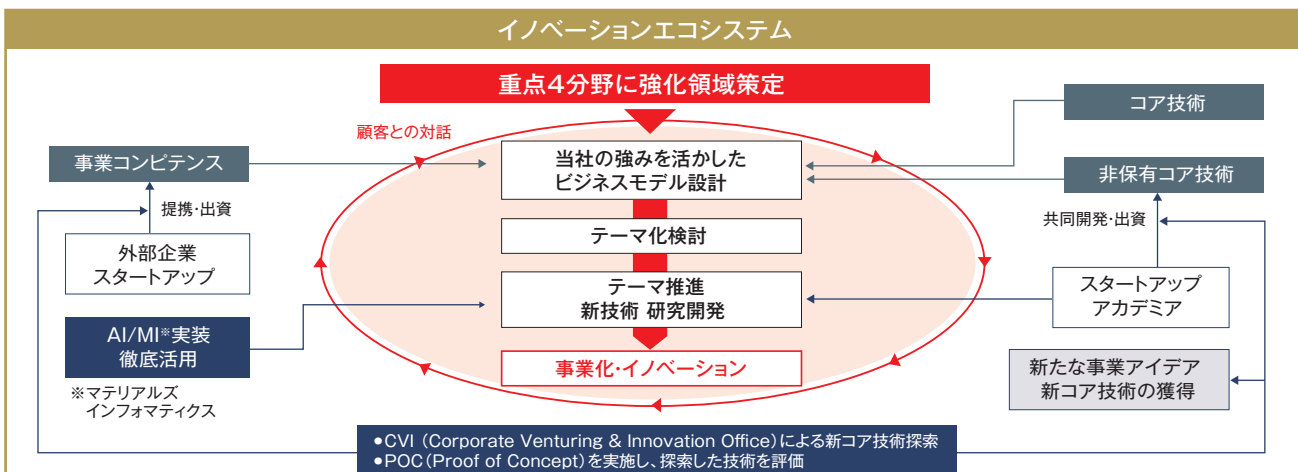 イノベーションエコシステム
重点4分野に強化領域策定
コア技術
顧客との対話
事業コンピテンス
当社の強みを活かした
ビジネスモデル設計
非保有コア技術
提携・出資
共同開発・出資
外部企業
スタートアップ
テーマ化検討
テーマ推進
新技術 研究開発
スタートアップ
アカデミア
AI/MI※実装
徹底活用
事業化・イノベーション
新たな事業アイデア
新コア技術の獲得
※マテリアルズ
インフォマティクス
●CVI (Corporate Venturing & Innovation Office)による新コア技術探索
●POC(Proof of Concept)を実施し、探索した技術を評価